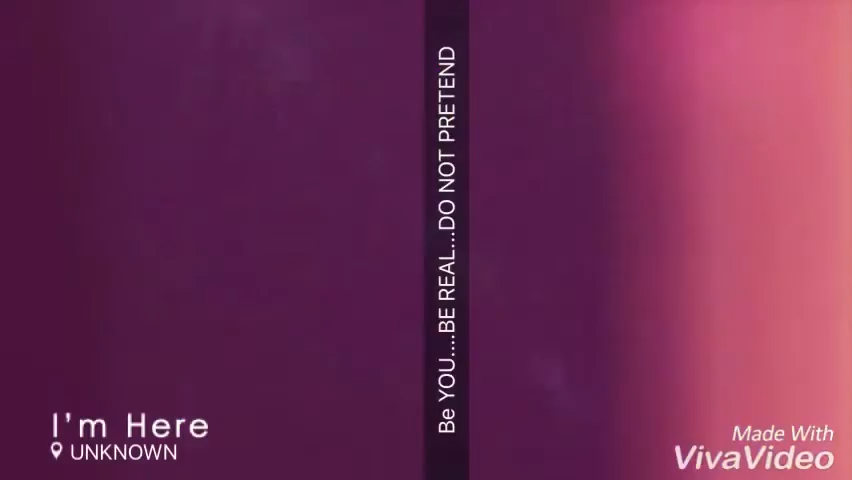 Be YOU....BE REAL...DO NOT PRETEND
I'm Here
UNKNOWN
Made With
VivaVideo